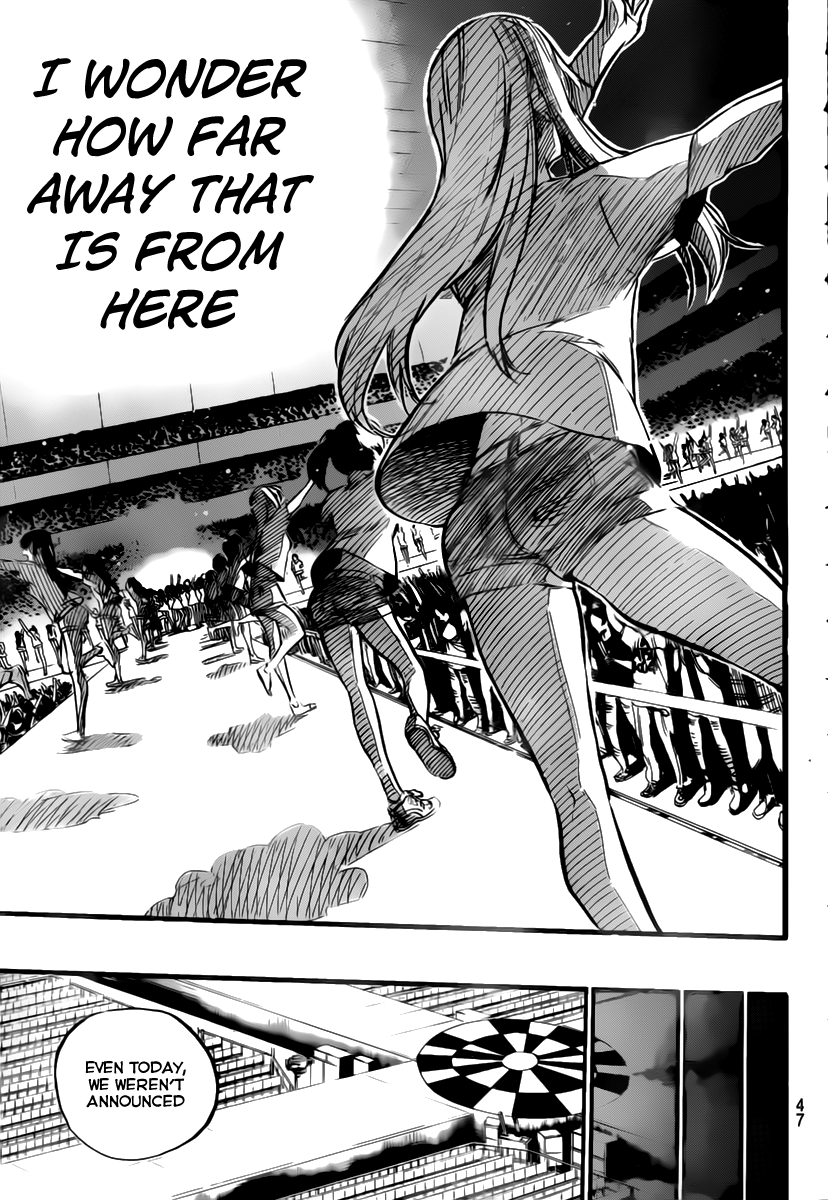 I WONDER
HOW FAR
AWAY THAT
IS FROM
HERE
EVEN TODAY,
WE WEREN'T
ANNOUNCED
47